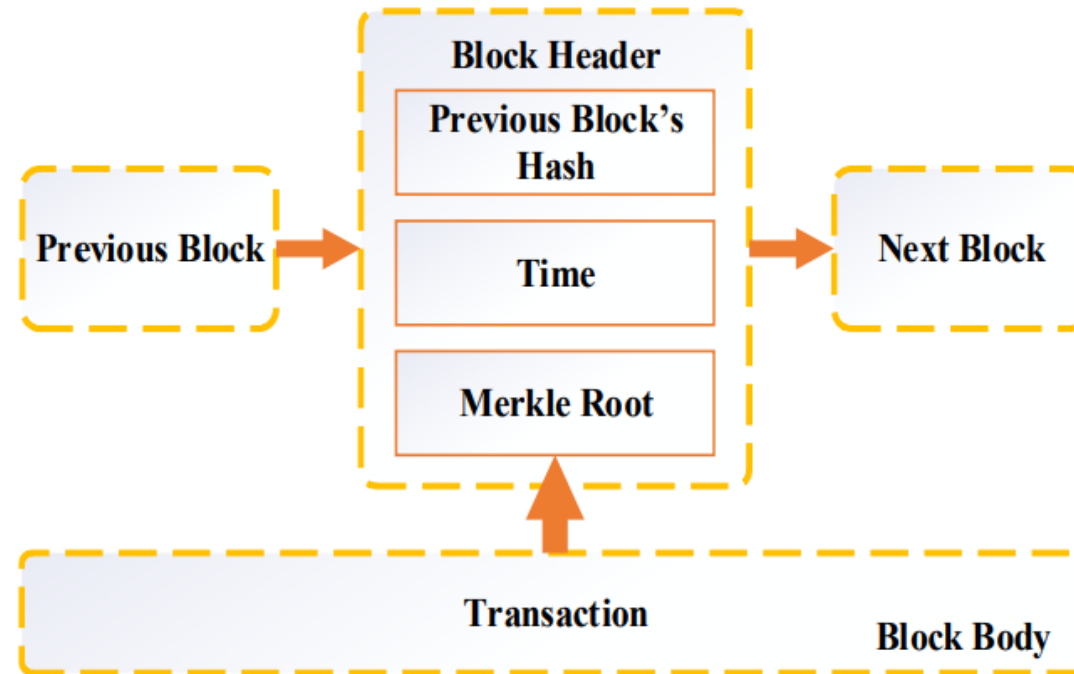 Block Header
Previous Block’s
Hash
Previous Block
Time
Next Block
Merkle Root
Transaction
Block Body